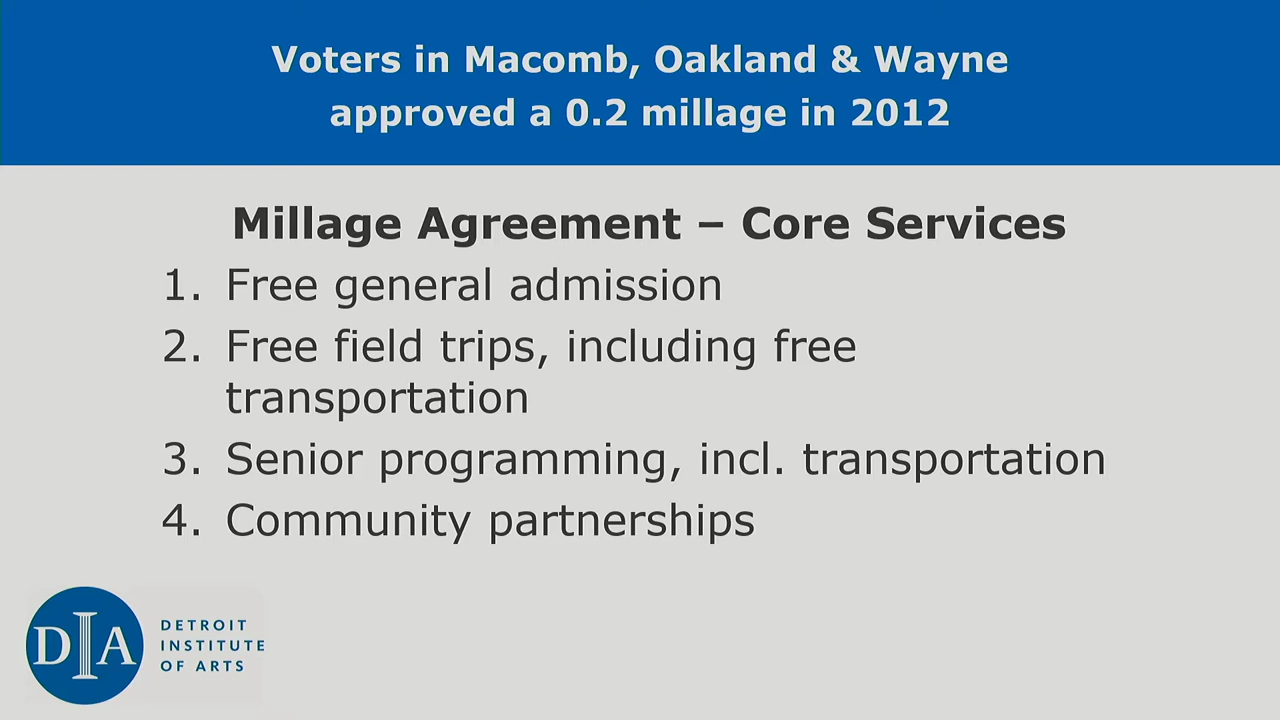 Voters in Macomb, Oakland & Wayne
approved a 0.2 millage in 2012
Millage Agreement – Core Services
1. Free general admission
2. Free field trips, including free
transportation
3. Senior programming, incl. transportation
4. Community partnerships
DIA
DETROIT
INSTITUTE
OF ARTS